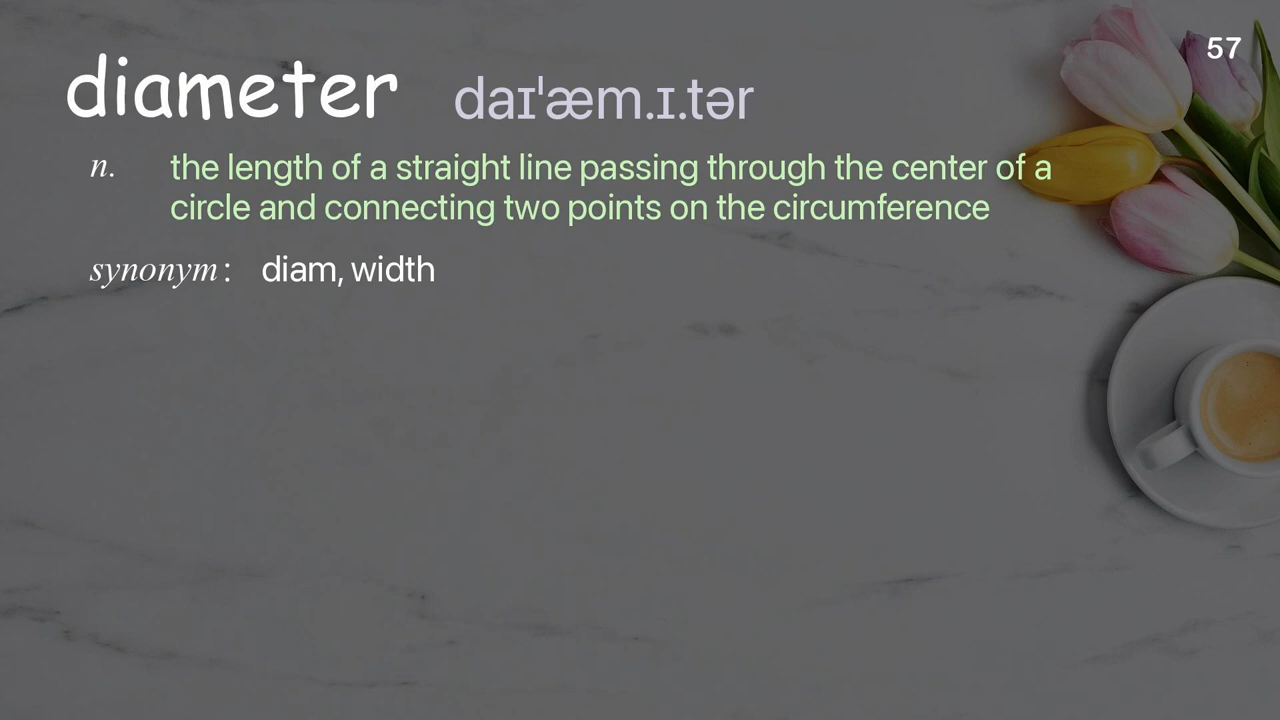 57
diameter daɪˈæm.ɪ.tər
n. the length of a straight line passing through the center of a
circle and connecting two points on the circumference
synonym : diam, width